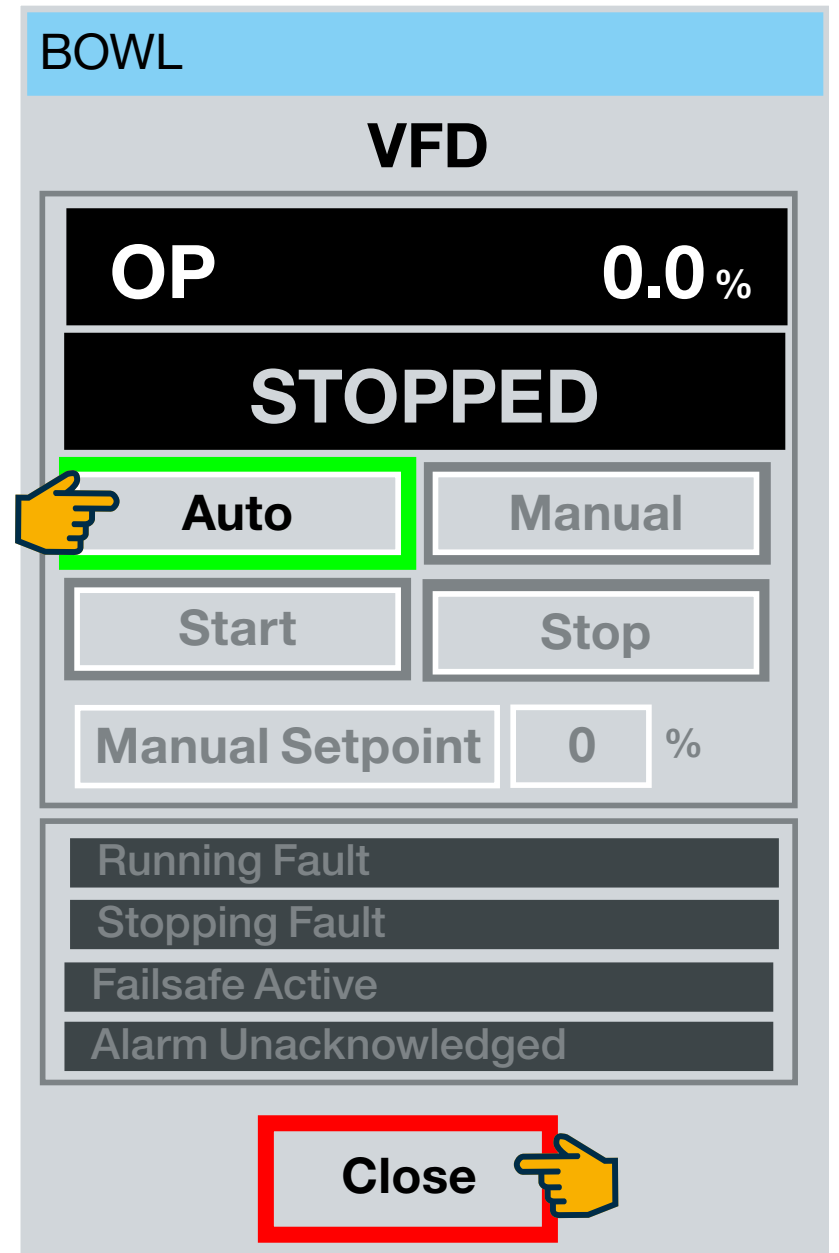 BOWL
VFD
OP 0.0 %
STOPPED
Auto Manual
Start Stop
Manual Setpoint 0 %
Running Fault
Stopping Fault
Failsafe Active
Alarm Unacknowledged
Close